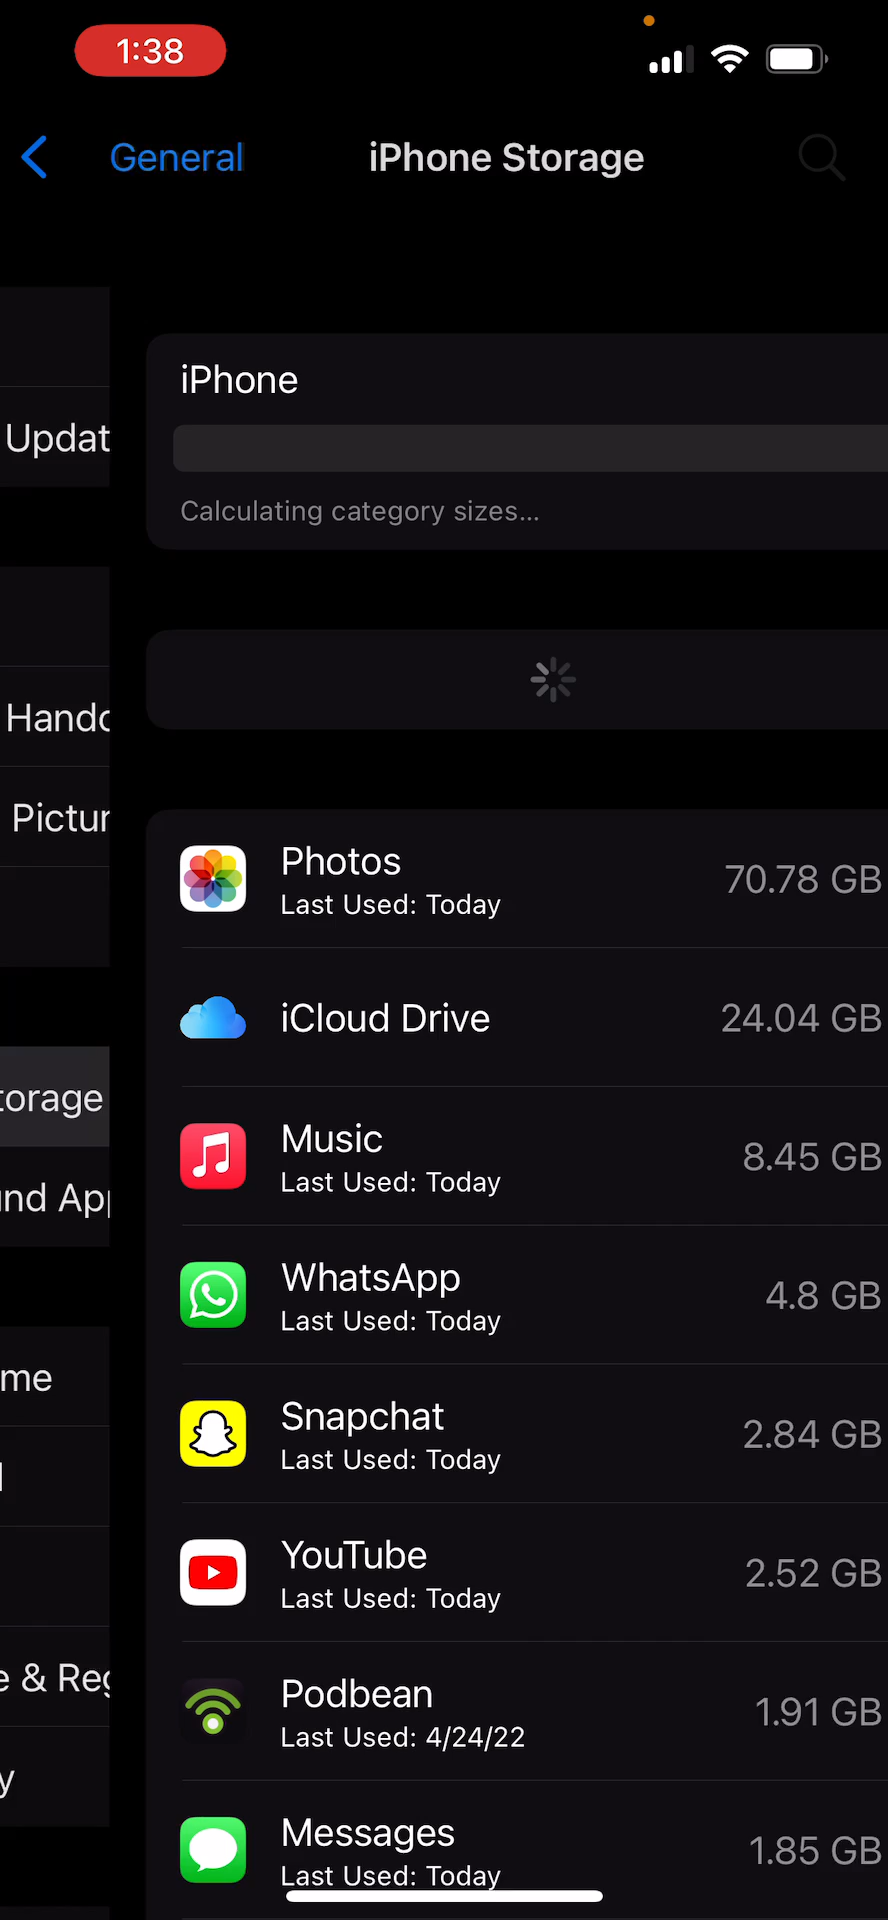 1:38
General
iPhone Storage
iPhone
Updat
Calculating category sizes...
Hando
Pictur
Photos
70.78 GB
Last Used: Today
iCloud Drive
24.04 GB
torage
Music
8.45 GB
Last Used: Today
und App
WhatsApp
4.8 GB
Last Used: Today
me
Snapchat
2.84 GB
Last Used: Today
YouTube
2.52 GB
Last Used: Today
e & Reg
Podbean
1.91 GB
Last Used: 4/24/22
y
Messages
1.85 GB
Last Used: Today